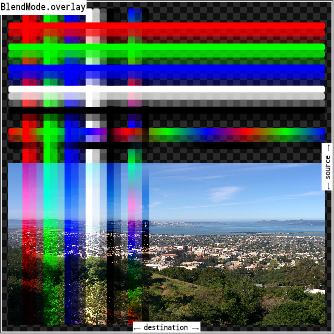 BlendMode.overlay
← source →
← destination →